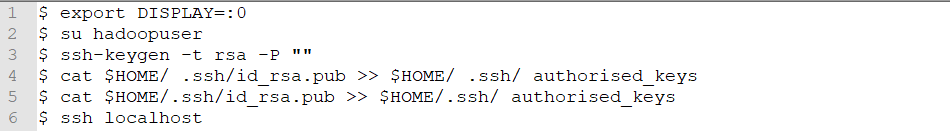 1 $ export DISPLAY=:0
2 $ su hadoopuser
3 $ ssh-keygen -t rsa -P ""
4 $ cat $HOME/ .ssh/id_rsa.pub >> $HOME/ .ssh/ authorised_keys
5 $ cat $HOME/.ssh/id_rsa.pub >> $HOME/.ssh/ authorised_keys
6 $ ssh localhost